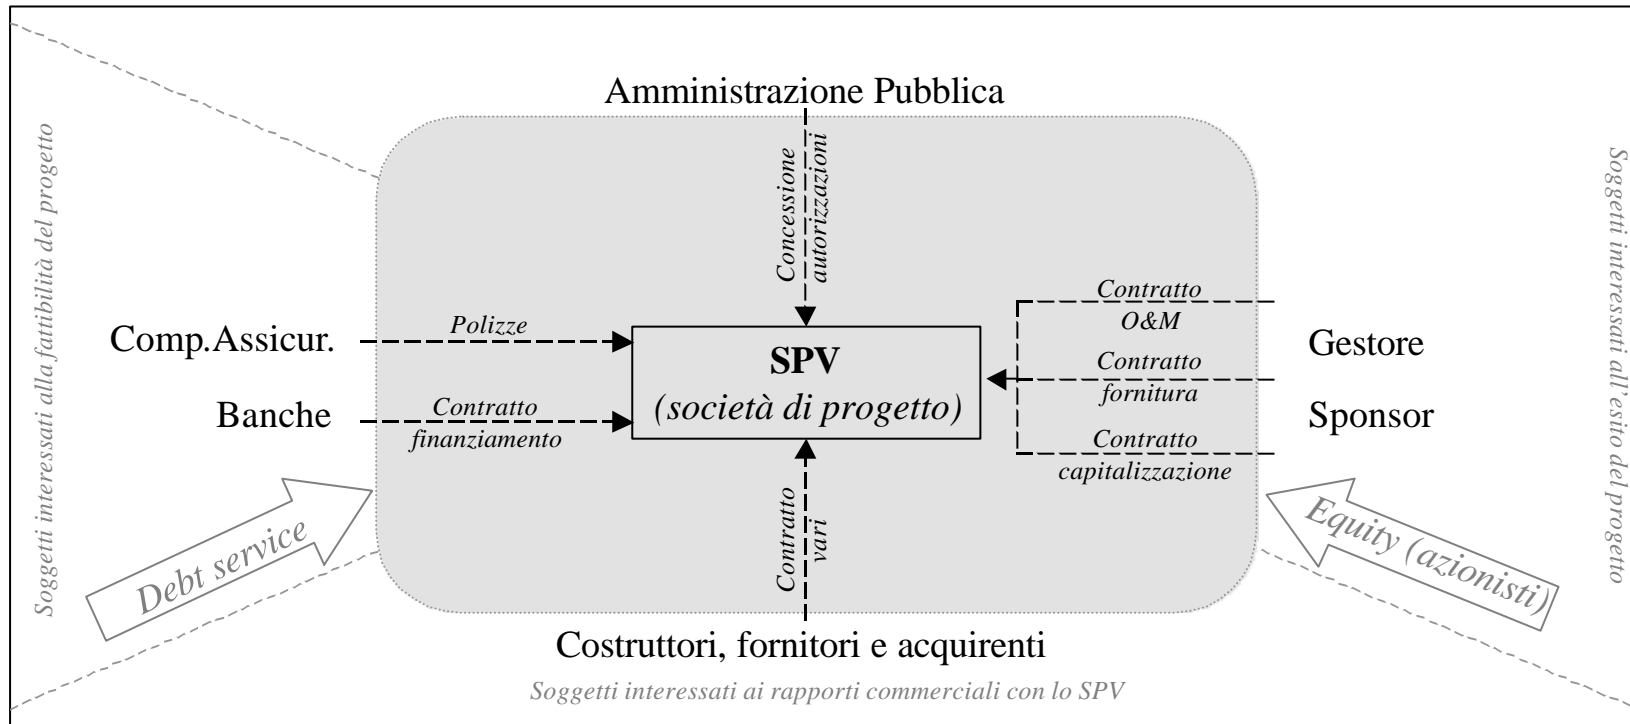 Amministrazione Pubblica
Soggetti interessati alla fattibilità del progetto
Soggetti interessati all'esito del progetto
Concessione
autorizzazioni
Comp.Assicur.
Polizze
Banche
Contratto
finanziamento
SPV
(società di progetto)
Contratto
O&M
Contratto
fornitura
Contratto
capitalizzazione
Gestore
Sponsor
Debt service
Equity (azionisti)
Contratto
vari
Costruttori, fornitori e acquirenti
Soggetti interessati ai rapporti commerciali con lo SPV